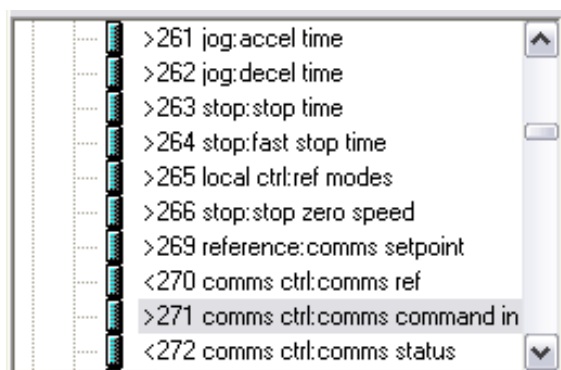 >261 jog:accel time
>262 jog:decel time
>263 stop:stop time
>264 stop:fast stop time
>265 local ctrl:ref modes
>266 stop:stop zero speed
>269 reference:comms setpoint
<270 comms ctrl:comms ref
>271 comms ctrl:comms command in
<272 comms ctrl:comms status